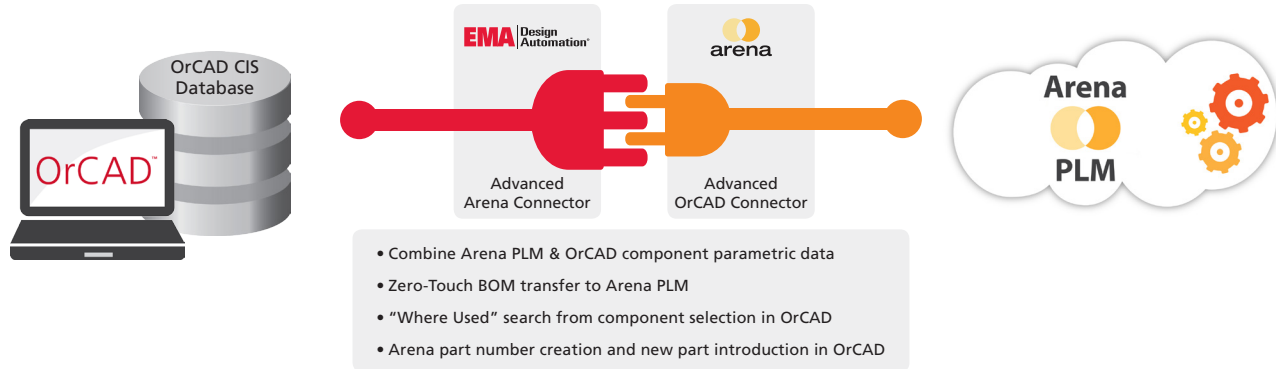 OrCAD CIS
Database
OrCAD™
EMA Design
Automation®
arena
Advanced
Arena Connector
Advanced
OrCAD Connector
Arena
PLM
• Combine Arena PLM & OrCAD component parametric data
• Zero-Touch BOM transfer to Arena PLM
• “Where Used” search from component selection in OrCAD
• Arena part number creation and new part introduction in OrCAD